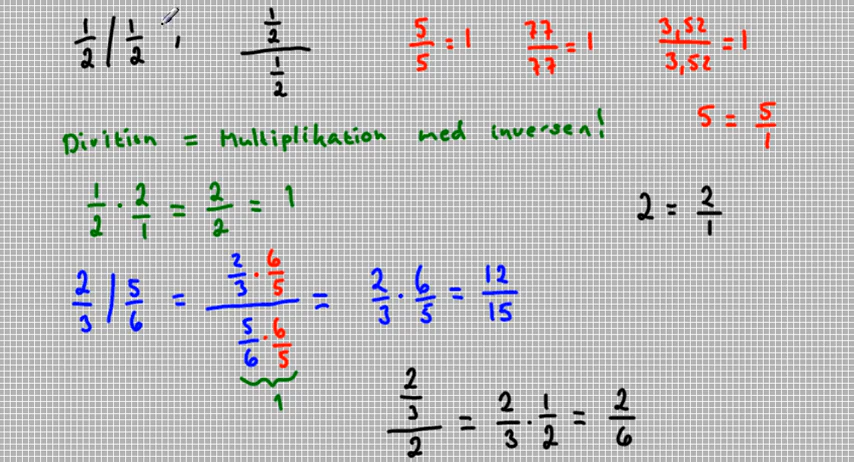 1/2 / 1/2 , (1/2)/(1/2) 5/5 = 1 77/77 = 1 3,52/3,52 = 1
5 = 5/1
Division = Multiplikation med inversen!
1/2 · 2/1 = 2/2 = 1 2 = 2/1
2/3 / 5/6 = (2/3 · 6/5)/(5/6 · 6/5) = 2/3 · 6/5 = 12/15
1
(2/3)/2 = 2/3 · 1/2 = 2/6